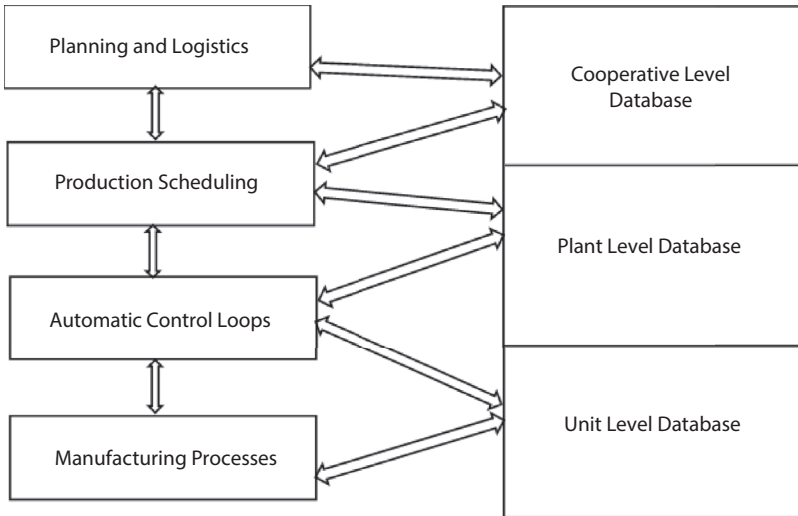 Planning and Logistics
Production Scheduling
Automatic Control Loops
Manufacturing Processes
Cooperative Level
Database
Plant Level Database
Unit Level Database